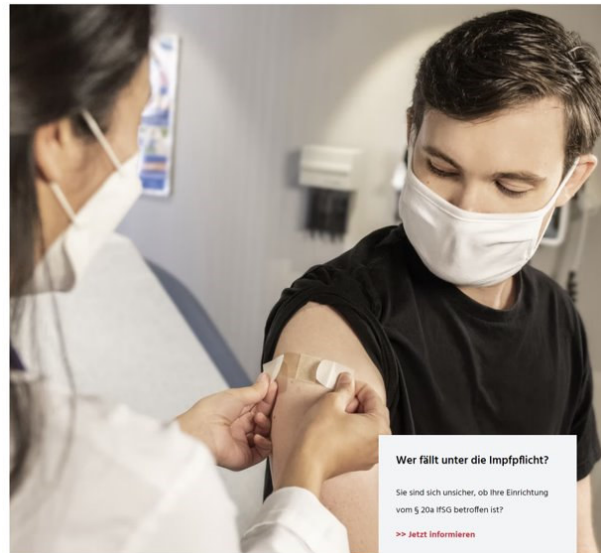 Wer fällt unter die Impfpflicht?
Sie sind sich unsicher, ob Ihre Einrichtung
vom § 20a IfSG betroffen ist?
>> Jetzt informieren